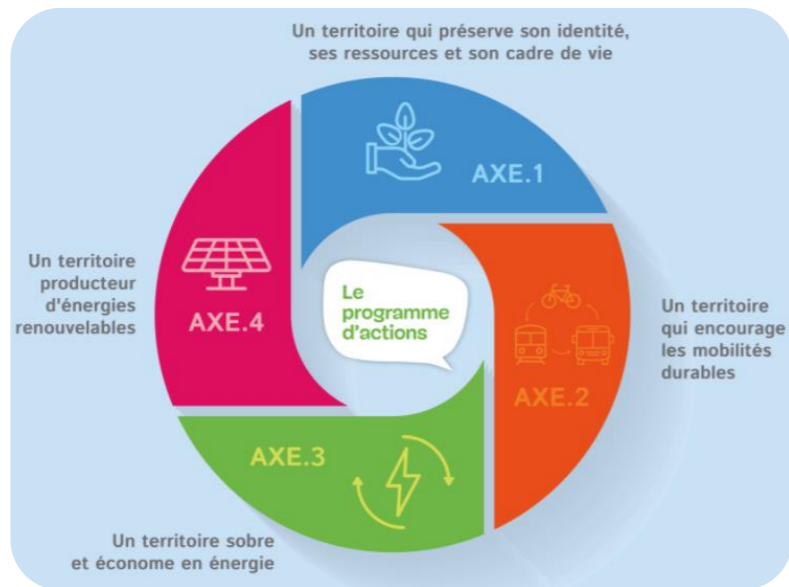 Un territoire qui préserve son identité,
ses ressources et son cadre de vie
AXE.1
Un territoire
qui encourage
les mobilités
durables
AXE.2
AXE.3
Un territoire sobre
et économe en énergie
Un territoire
producteur
d'énergies
renouvelables
AXE.4
Le
programme
d'actions